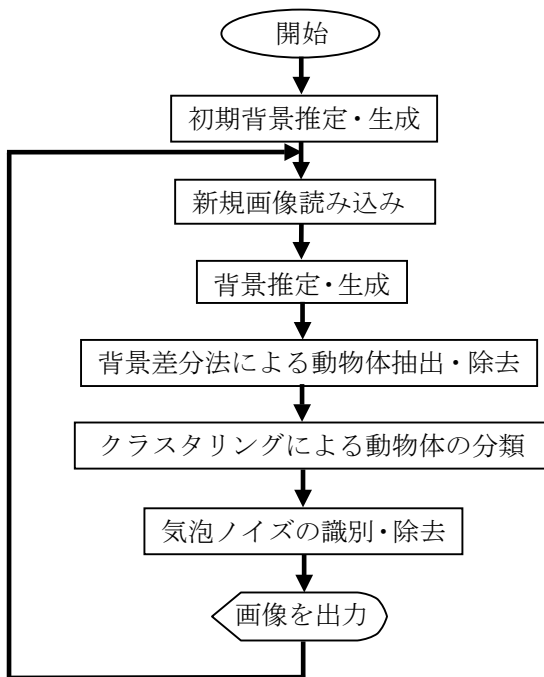 開始
初期背景推定・生成
新規画像読み込み
背景推定・生成
背景差分法による動物体抽出・除去
クラスタリングによる動物体の分類
気泡ノイズの識別・除去
画像を出力